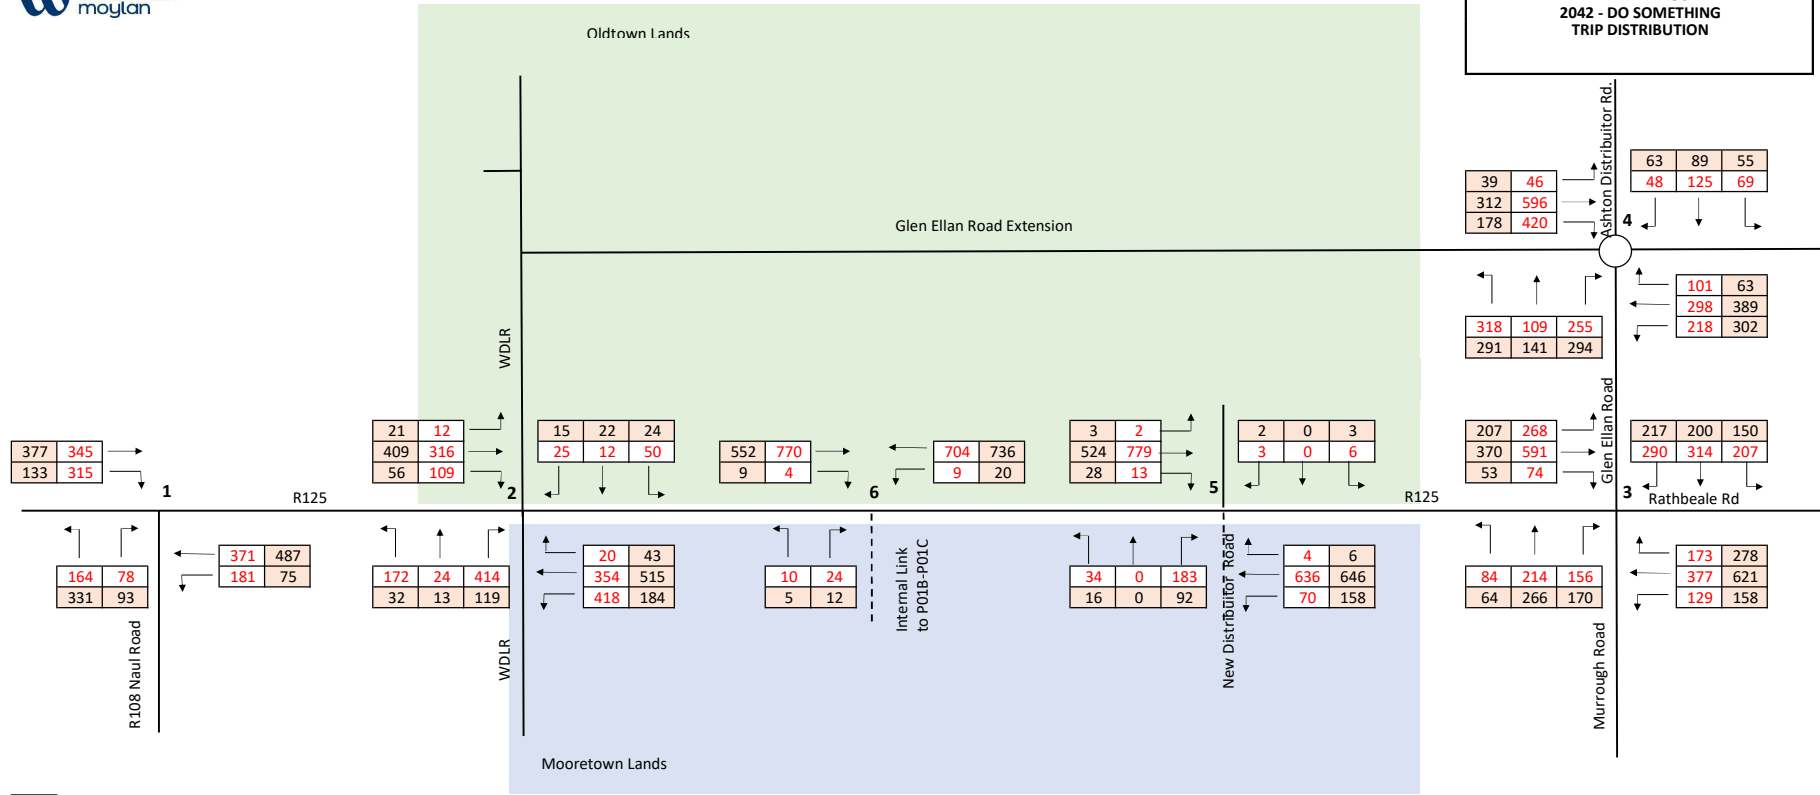 moylan
2042 - DO SOMETHING
TRIP DISTRIBUTION
Oldtown Lands
Ashton Distribuitor Rd.
63 89 55
48 125 69
39 46
312 596
178 420
4
Glen Ellan Road Extension
101 63
298 389
218 302
318 109 255
291 141 294
WDLR
Glen Ellan Road
377 345
133 315
21 12
409 316
56 109
15 22 24
25 12 50
552 770
9 4
704 736
9 20
3 2
524 779
28 13
2 0 3
3 0 6
207 268
370 591
53 74
217 200 150
290 314 207
1
R125
2
6
5
R125
3
Rathbeale Rd
164 78
331 93
371 487
181 75
172 24 414
32 13 119
20 43
354 515
418 184
10 24
5 12
Internal Link
to P01B-P01C
34 0 183
16 0 92
New Distribuitor Road
4 6
636 646
70 158
84 214 156
64 266 170
173 278
377 621
129 158
R108 Naul Road
WDLR
Murrough Road
Mooretown Lands